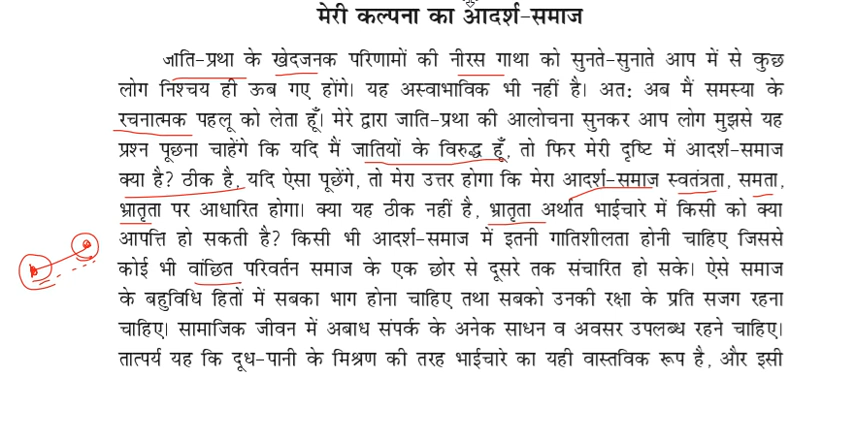 मेरी कल्पना का आदर्श-समाज
जाति-प्रथा के खेदजनक परिणामों की नीरस गाथा को सुनते-सुनाते आप में से कुछ
लोग निश्चय ही ऊब गए होंगे। यह अस्वाभाविक भी नहीं है। अतः अब मैं समस्या के
रचनात्मक पहलू को लेता हूँ। मेरे द्वारा जाति-प्रथा की आलोचना सुनकर आप लोग मुझसे यह
प्रश्न पूछना चाहेंगे कि यदि मैं जातियों के विरुद्ध हूँ, तो फिर मेरी दृष्टि में आदर्श-समाज
क्या है? ठीक है, यदि ऐसा पूछेंगे, तो मेरा उत्तर होगा कि मेरा आदर्श-समाज स्वतंत्रता, समता,
भ्रातृता पर आधारित होगा। क्या यह ठीक नहीं है, भ्रातृता अर्थात भाईचारे में किसी को क्या
आपत्ति हो सकती है? किसी भी आदर्श-समाज में इतनी गतिशीलता होनी चाहिए जिससे
कोई भी वांछित परिवर्तन समाज के एक छोर से दूसरे तक संचारित हो सके। ऐसे समाज
के बहुविधि हितों में सबका भाग होना चाहिए तथा सबको उनकी रक्षा के प्रति सजग रहना
चाहिए। सामाजिक जीवन में अबाध संपर्क के अनेक साधन व अवसर उपलब्ध रहने चाहिए।
तात्पर्य यह कि दूध-पानी के मिश्रण की तरह भाईचारे का यही वास्तविक रूप है, और इसी